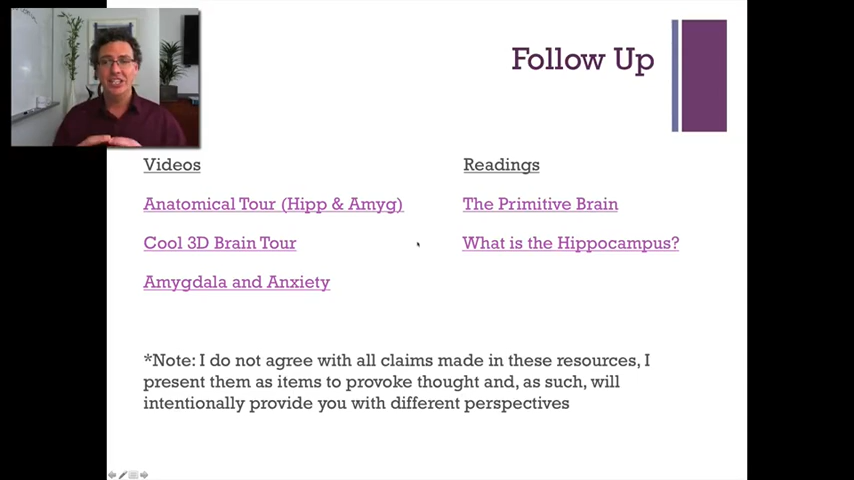 Follow Up
Videos
Anatomical Tour (Hipp & Amyg)
Cool 3D Brain Tour
Amygdala and Anxiety
Readings
The Primitive Brain
What is the Hippocampus?
*Note: I do not agree with all claims made in these resources, I
present them as items to provoke thought and, as such, will
intentionally provide you with different perspectives